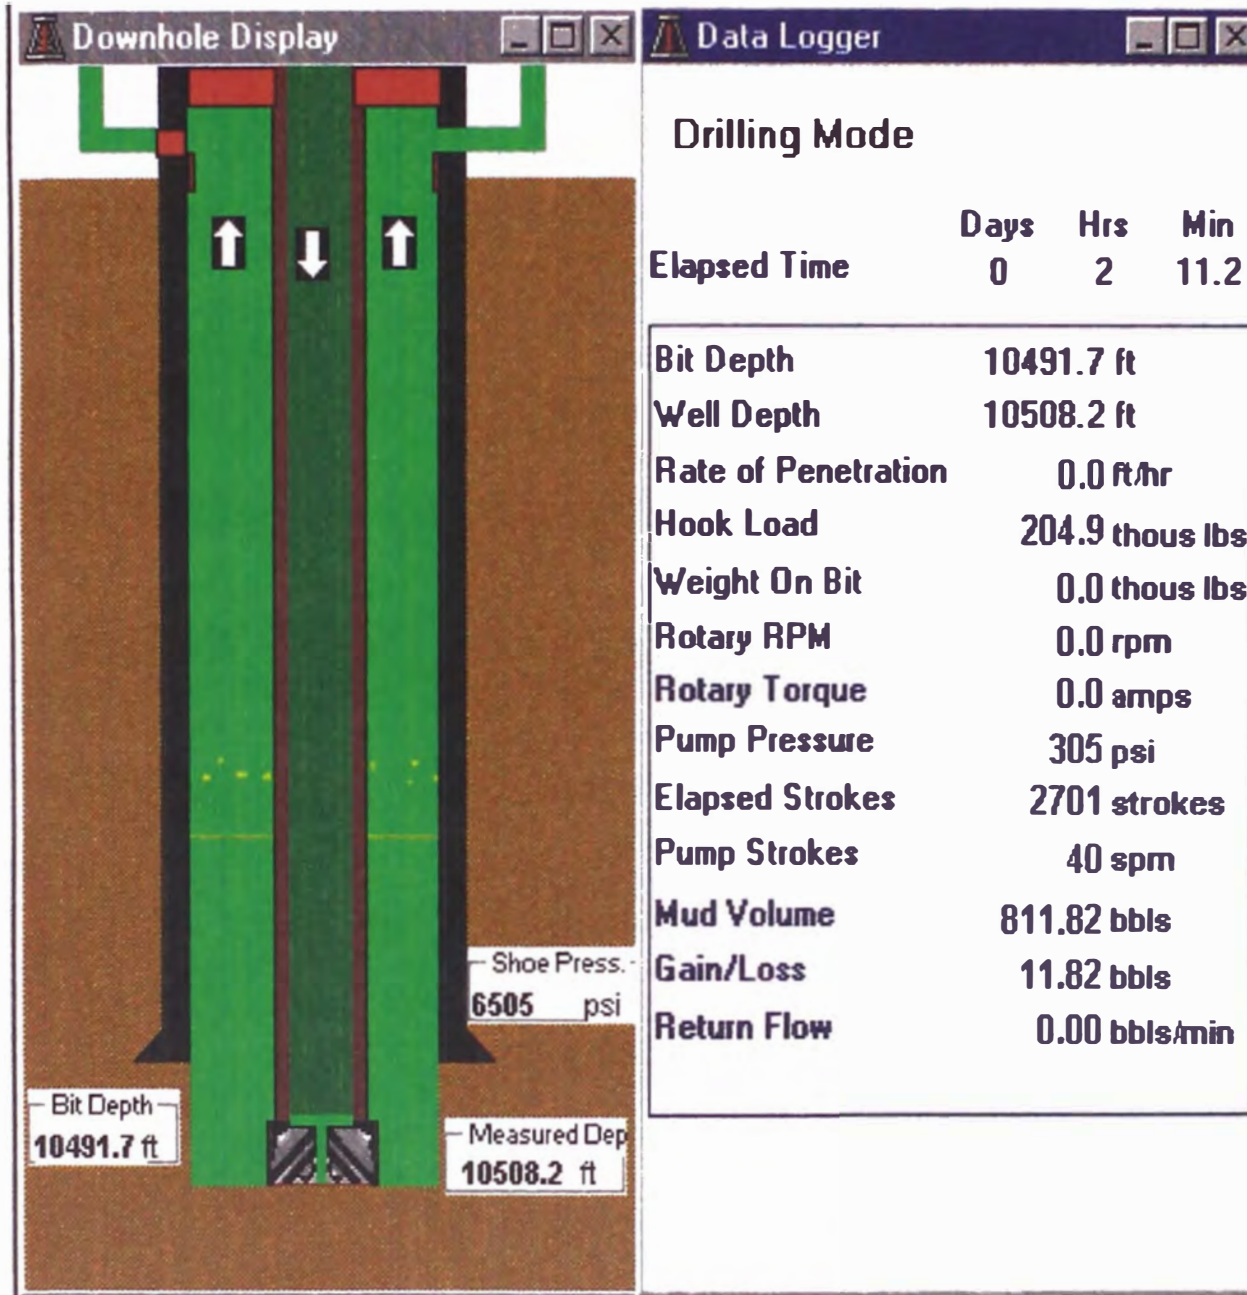 Downhole Display
Shoe Press.
6505 psi
Bit Depth
10491.7 ft
Measured Dep
10508.2 ft
Data Logger
Drilling Mode
Days Hrs Min
Elapsed Time 0 2 11.2
Bit Depth 10491.7 ft
Well Depth 10508.2 ft
Rate of Penetration 0.0 ft/hr
Hook Load 204.9 thous lbs
Weight On Bit 0.0 thous lbs
Rotary RPM 0.0 rpm
Rotary Torque 0.0 amps
Pump Pressure 305 psi
Elapsed Strokes 2701 strokes
Pump Strokes 40 spm
Mud Volume 811.82 bbls
Gain/Loss 11.82 bbls
Return Flow 0.00 bbls/min